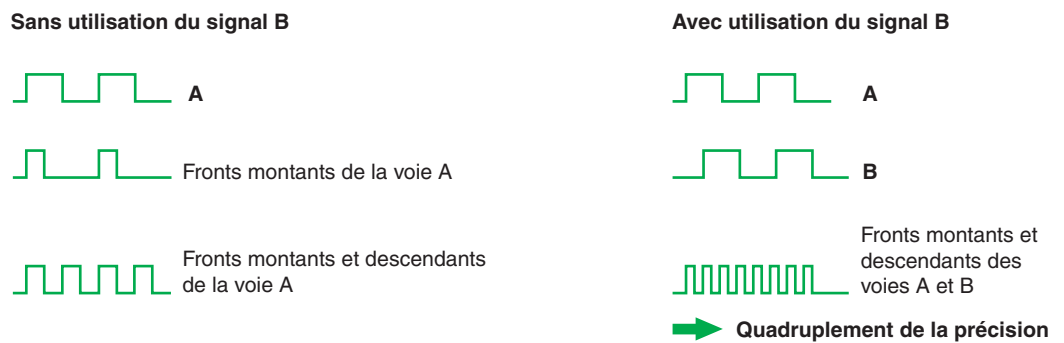 Sans utilisation du signal B
A
Fronts montants de la voie A
Fronts montants et descendants
de la voie A
Avec utilisation du signal B
A
B
Fronts montants et
descendants des
voies A et B
Quadruplement de la précision